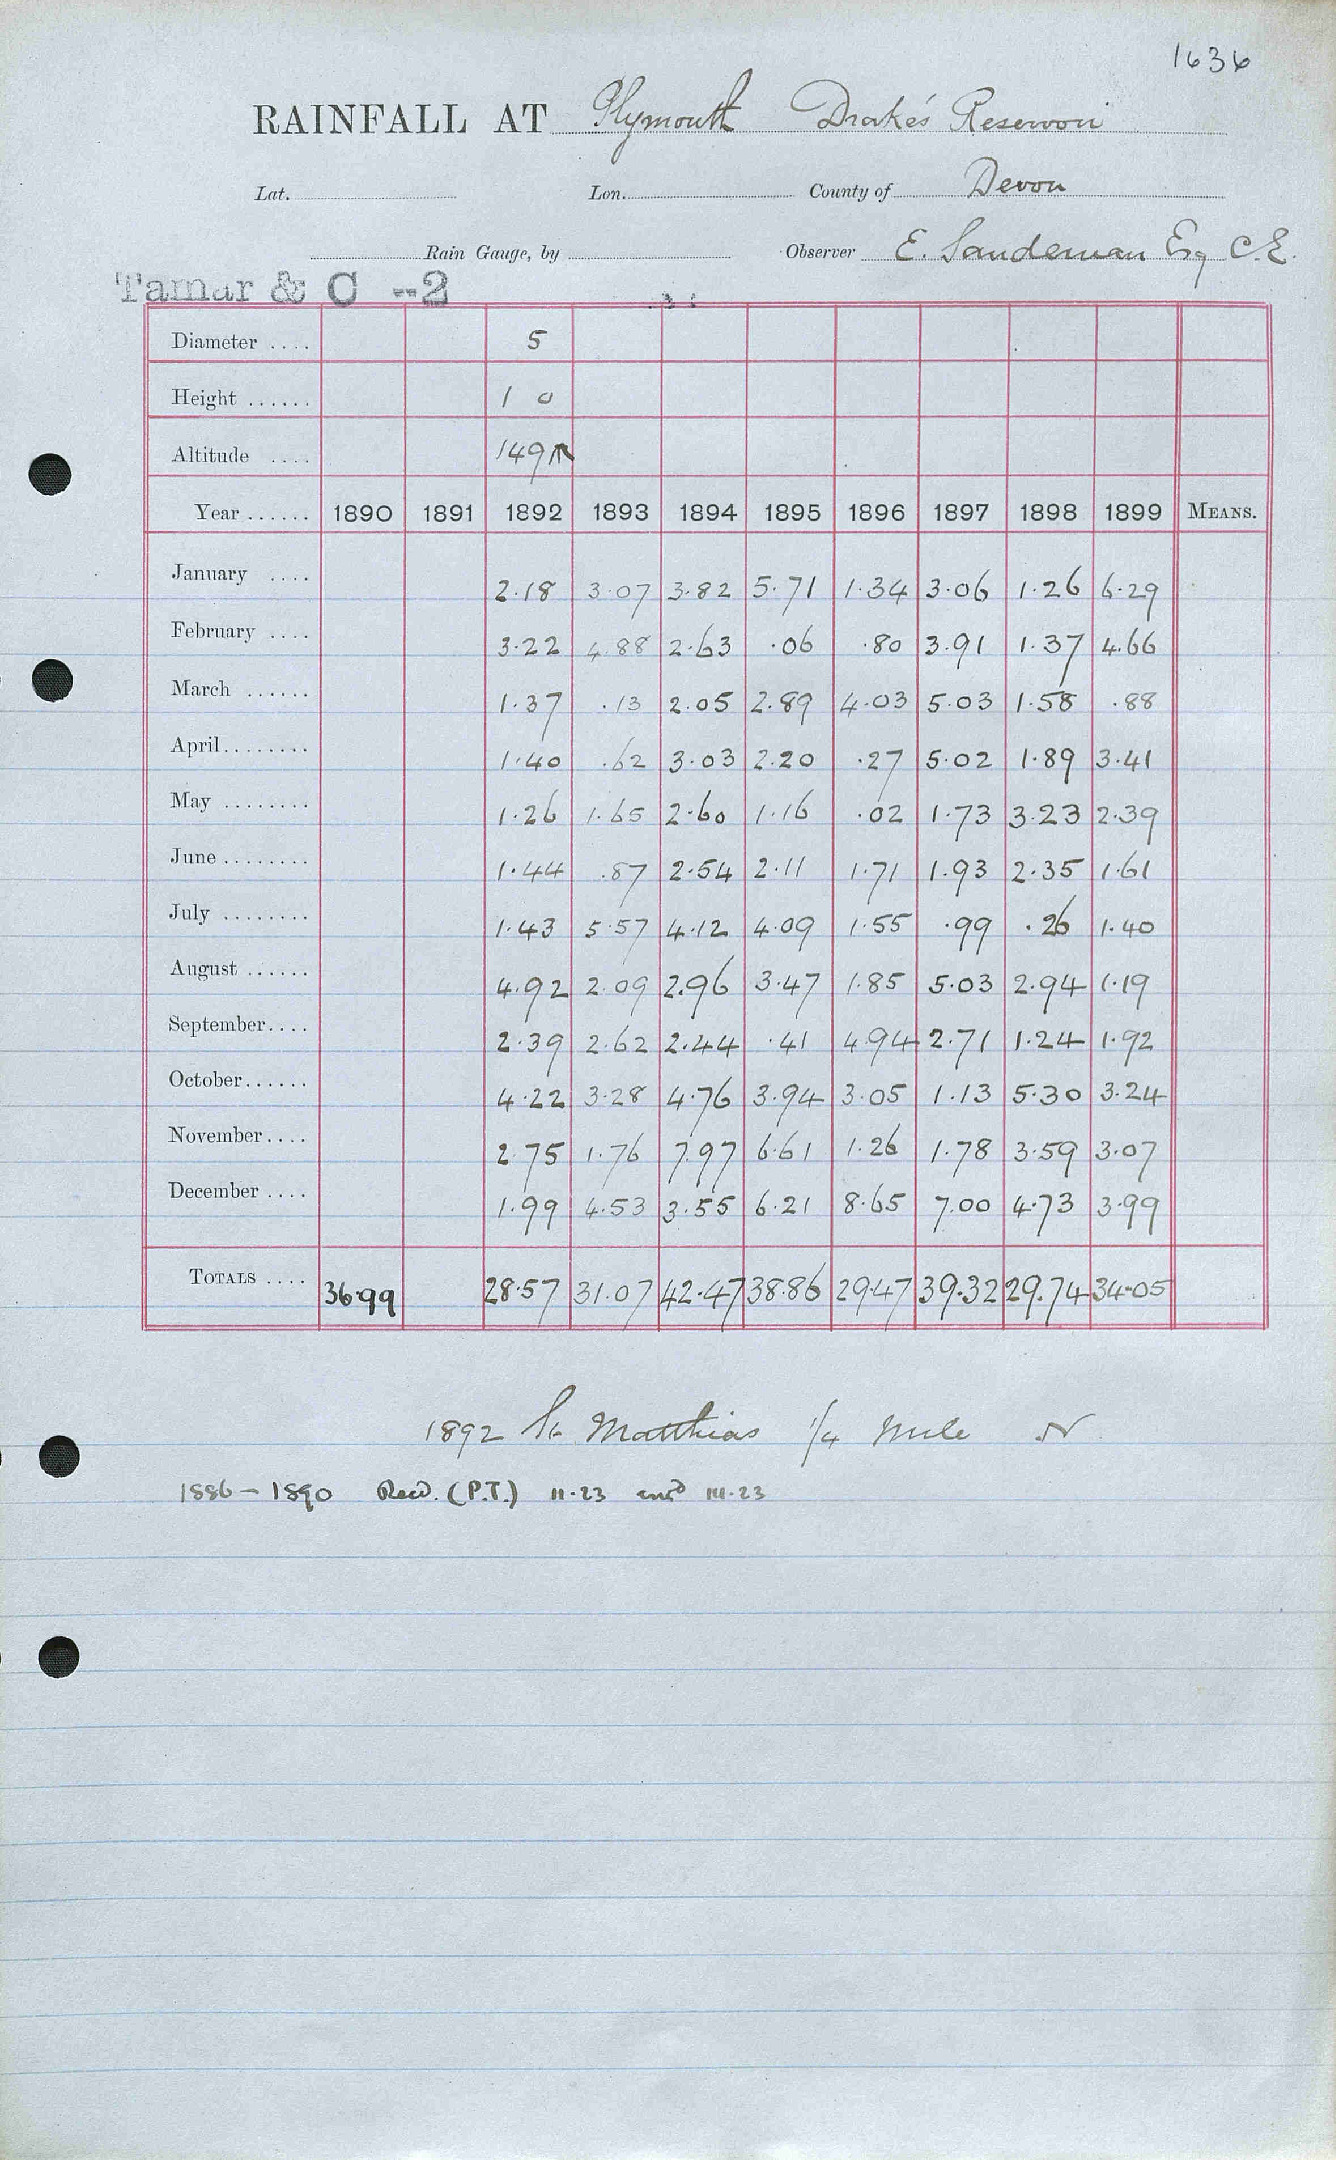 1636
RAINFALL AT Plymouth Drake's Reservoir
Lat. Lon. County of Devon
Rain Gauge, by Observer E. Sandeman Esq C.E.
Tamar & C --2
Diameter .... 5
Height ...... 1 0
Altitude .... 149
Year ...... 1890 1891 1892 1893 1894 1895 1896 1897 1898 1899 MEANS.
January .... 2.18 3.07 3.82 5.71 1.34 3.06 1.26 6.29
February .... 3.22 4.88 2.63 .06 .80 3.91 1.37 4.66
March ...... 1.37 .13 2.05 2.89 4.03 5.03 1.58 .88
April........ 1.40 .62 3.03 2.20 .27 5.02 1.89 3.41
May ........ 1.26 1.65 2.60 1.16 .02 1.73 3.23 2.39
June ........ 1.44 .87 2.54 2.11 1.71 1.93 2.35 1.61
July ........ 1.43 5.57 4.12 4.09 1.55 .99 .26 1.40
August ...... 4.92 2.09 2.96 3.47 1.85 5.03 2.94 1.19
September.... 2.39 2.62 2.44 .41 4.94 2.71 1.24 1.92
October...... 4.22 3.28 4.76 3.94 3.05 1.13 5.30 3.24
November.... 2.75 1.76 7.97 6.61 1.26 1.78 3.59 3.07
December .... 1.99 4.53 3.55 6.21 8.65 7.00 4.73 3.99
TOTALS .... 36.99 28.57 31.07 42.47 38.86 29.47 39.32 29.74 34.05
1892 St Matthias 1/4 mile N
1886 - 1890 Recd. (P.T.) II.23 and III.23